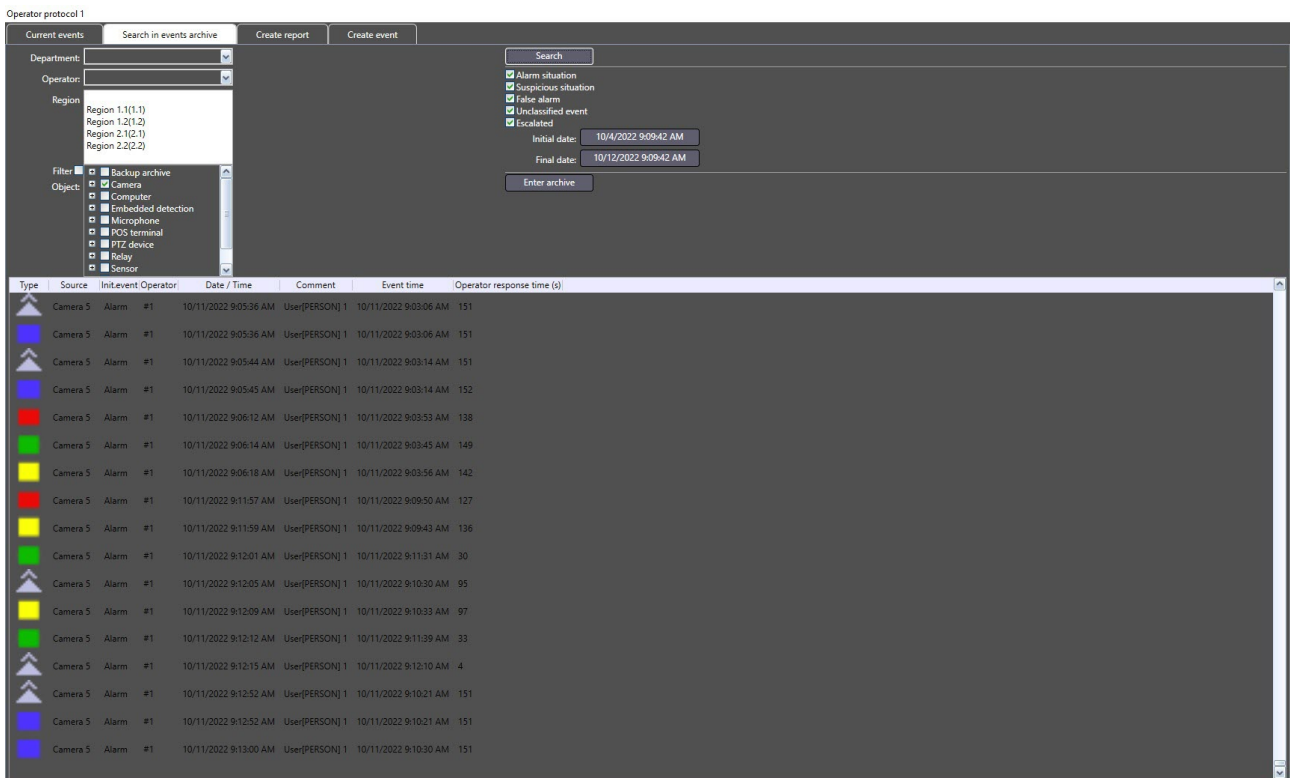 Operator protocol 1
Current events Search in events archive Create report Create event
Department: Search
Operator: Alarm situation
Suspicious situation
Region False alarm
Region 1.1(1.1) Unclassified event
Region 1.2(1.2) Escalated
Region 2.1(2.1) Initial date: 10/4/2022 9:09:42 AM
Region 2.2(2.2)
Final date: 10/12/2022 9:09:42 AM
Filter Backup archive
Object: Camera Enter archive
Computer
Embedded detection
Microphone
POS terminal
PTZ device
Relay
Sensor
Type Source Init.event Operator Date / Time Comment Event time Operator response time (s)
Camera 5 Alarm #1 10/11/2022 9:05:36 AM User[PERSON] 1 10/11/2022 9:03:06 AM 151
Camera 5 Alarm #1 10/11/2022 9:05:36 AM User[PERSON] 1 10/11/2022 9:03:06 AM 151
Camera 5 Alarm #1 10/11/2022 9:05:44 AM User[PERSON] 1 10/11/2022 9:03:14 AM 151
Camera 5 Alarm #1 10/11/2022 9:05:45 AM User[PERSON] 1 10/11/2022 9:03:14 AM 152
Camera 5 Alarm #1 10/11/2022 9:06:12 AM User[PERSON] 1 10/11/2022 9:03:53 AM 138
Camera 5 Alarm #1 10/11/2022 9:06:14 AM User[PERSON] 1 10/11/2022 9:03:45 AM 149
Camera 5 Alarm #1 10/11/2022 9:06:18 AM User[PERSON] 1 10/11/2022 9:03:56 AM 142
Camera 5 Alarm #1 10/11/2022 9:11:57 AM User[PERSON] 1 10/11/2022 9:09:50 AM 127
Camera 5 Alarm #1 10/11/2022 9:11:59 AM User[PERSON] 1 10/11/2022 9:09:43 AM 136
Camera 5 Alarm #1 10/11/2022 9:12:01 AM User[PERSON] 1 10/11/2022 9:11:31 AM 30
Camera 5 Alarm #1 10/11/2022 9:12:05 AM User[PERSON] 1 10/11/2022 9:10:30 AM 95
Camera 5 Alarm #1 10/11/2022 9:12:09 AM User[PERSON] 1 10/11/2022 9:10:33 AM 97
Camera 5 Alarm #1 10/11/2022 9:12:12 AM User[PERSON] 1 10/11/2022 9:11:39 AM 33
Camera 5 Alarm #1 10/11/2022 9:12:15 AM User[PERSON] 1 10/11/2022 9:12:10 AM 4
Camera 5 Alarm #1 10/11/2022 9:12:52 AM User[PERSON] 1 10/11/2022 9:10:21 AM 151
Camera 5 Alarm #1 10/11/2022 9:12:52 AM User[PERSON] 1 10/11/2022 9:10:21 AM 151
Camera 5 Alarm #1 10/11/2022 9:13:00 AM User[PERSON] 1 10/11/2022 9:10:30 AM 151